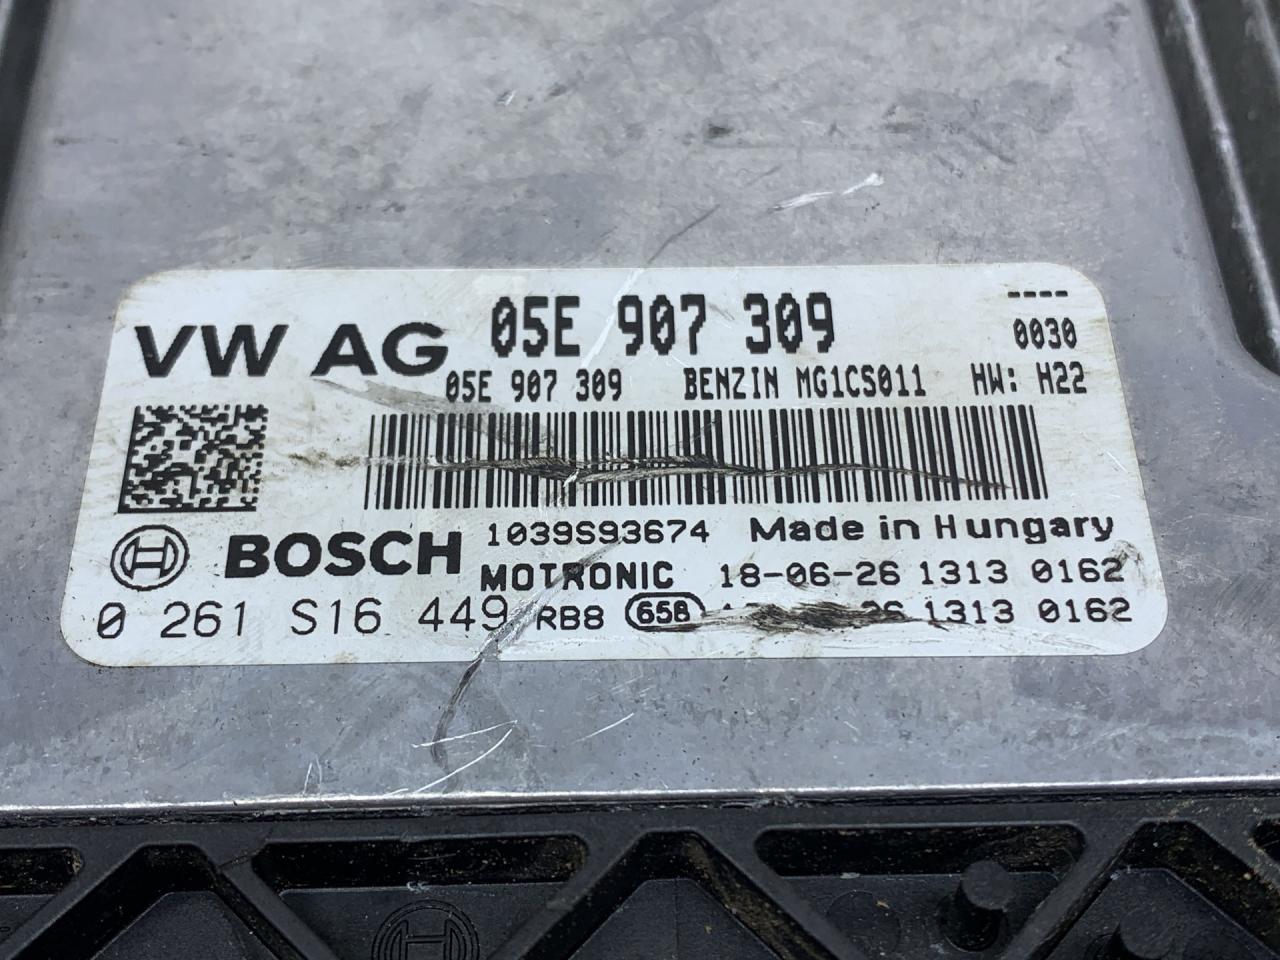 ----
VW AG 05E 907 309 0030
05E 907 309 BENZIN MG1CS011 HW: H22
BOSCH 1039S93674 Made in Hungary
MOTRONIC 18-06-26 1313 0162
0 261 S16 449 RB8 658 26 1313 0162